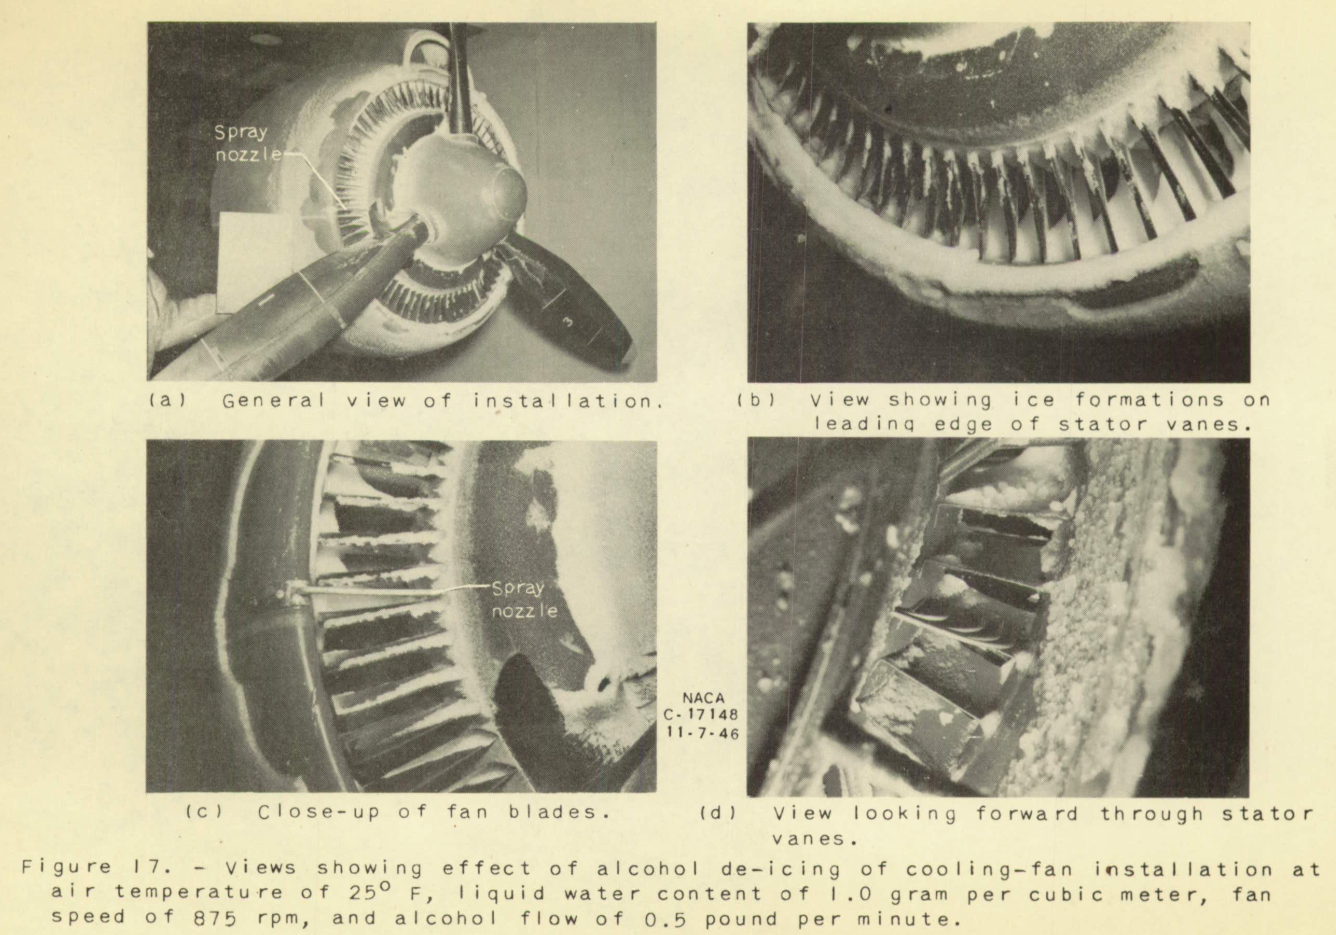 Spray
nozzle
3
(a) General view of installation.
(b) View showing ice formations on
leading edge of stator vanes.
Spray
nozzle
NACA
C-17148
11-7-46
(c) Close-up of fan blades.
(d) View looking forward through stator
vanes.
Figure 17. - Views showing effect of alcohol de-icing of cooling-fan installation at
air temperature of 25° F, liquid water content of 1.0 gram per cubic meter, fan
speed of 875 rpm, and alcohol flow of 0.5 pound per minute.